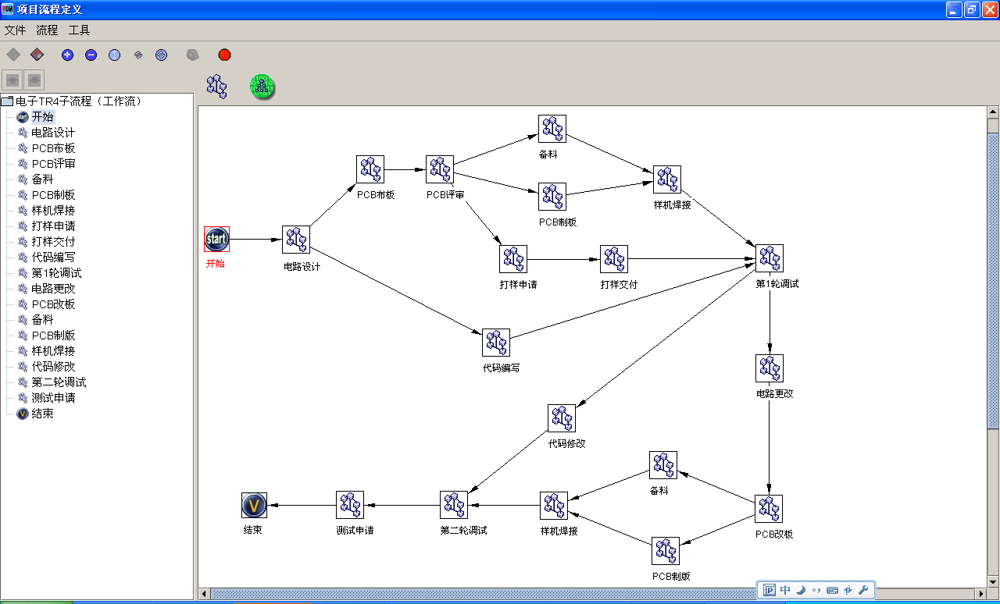 项目流程定义
文件 流程 工具
电子TR4子流程（工作流）
开始
电路设计
PCB布板
PCB评审
备料
PCB制板
样机焊接
打样申请
打样交付
代码编写
第1轮调试
电路更改
PCB改板
备料
PCB制版
样机焊接
代码修改
第二轮调试
测试申请
结束
备料
PCB布板
PCB评审
样机焊接
PCB制板
start
开始
电路设计
打样申请
打样交付
第1轮调试
代码编写
电路更改
代码修改
备料
结束
测试申请
第二轮调试
样机焊接
PCB改板
PCB制版
中